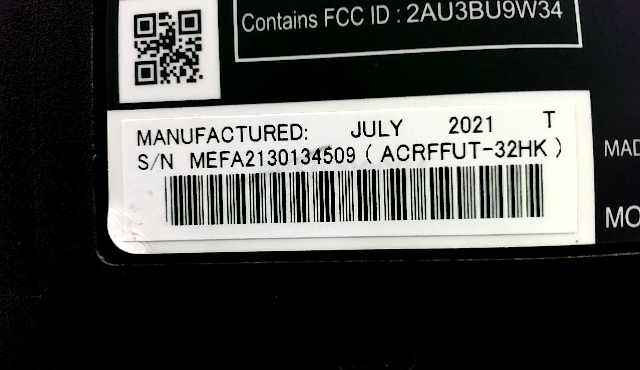 Contains FCC ID : 2AU3BU9W34
MANUFACTURED: JULY 2021 T
S/N MEFA2130134509 ( ACRFFUT-32HK )